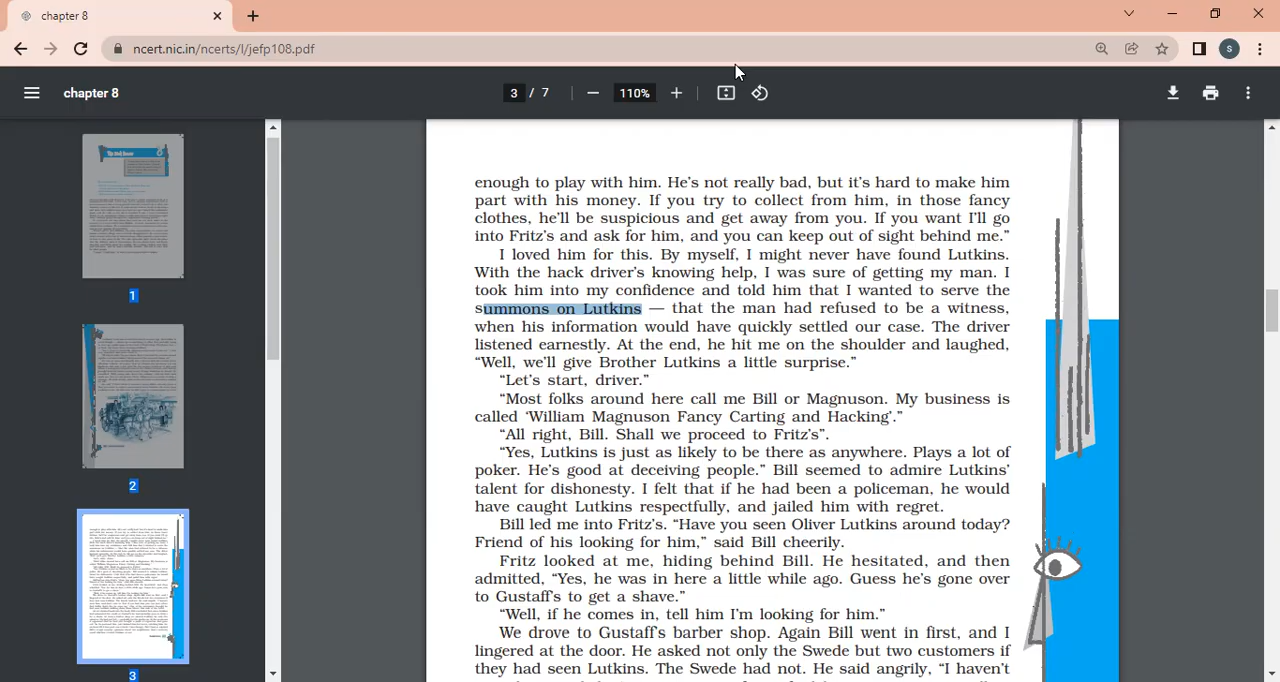 chapter 8
ncert.nic.in/ncerts/l/jefp108.pdf
S
chapter 8
3 / 7
110%
1
2
3
enough to play with him. He's not really bad, but it's hard to make him
part with his money. If you try to collect from him, in those fancy
clothes, he'll be suspicious and get away from you. If you want I'll go
into Fritz's and ask for him, and you can keep out of sight behind me.”
I loved him for this. By myself, I might never have found Lutkins.
With the hack driver's knowing help, I was sure of getting my man. I
took him into my confidence and told him that I wanted to serve the
summons on Lutkins — that the man had refused to be a witness,
when his information would have quickly settled our case. The driver
listened earnestly. At the end, he hit me on the shoulder and laughed,
“Well, we'll give Brother Lutkins a little surprise.”
“Let's start, driver.”
“Most folks around here call me Bill or Magnuson. My business is
called ‘William Magnuson Fancy Carting and Hacking’.”
“All right, Bill. Shall we proceed to Fritz's”.
“Yes, Lutkins is just as likely to be there as anywhere. Plays a lot of
poker. He's good at deceiving people.” Bill seemed to admire Lutkins'
talent for dishonesty. I felt that if he had been a policeman, he would
have caught Lutkins respectfully, and jailed him with regret.
Bill led me into Fritz's. “Have you seen Oliver Lutkins around today?
Friend of his looking for him,” said Bill cheerily.
Fritz looked at me, hiding behind Bill. He hesitated, and then
admitted, “Yes, he was in here a little while ago. Guess he's gone over
to Gustaff's to get a shave.”
“Well, if he comes in, tell him I'm looking for him.”
We drove to Gustaff's barber shop. Again Bill went in first, and I
lingered at the door. He asked not only the Swede but two customers if
they had seen Lutkins. The Swede had not. He said angrily, “I haven't